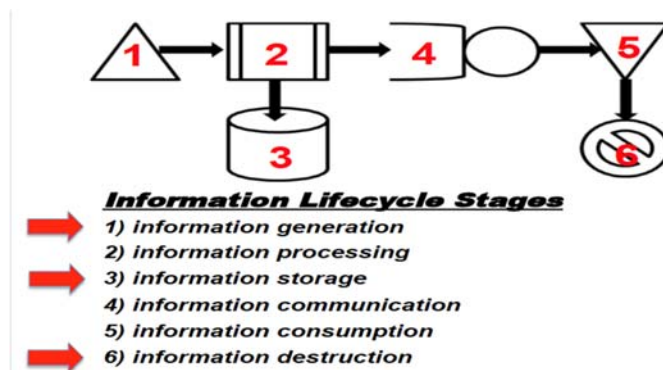 1
2
4
5
3
6
Information Lifecycle Stages
1) information generation
2) information processing
3) information storage
4) information communication
5) information consumption
6) information destruction